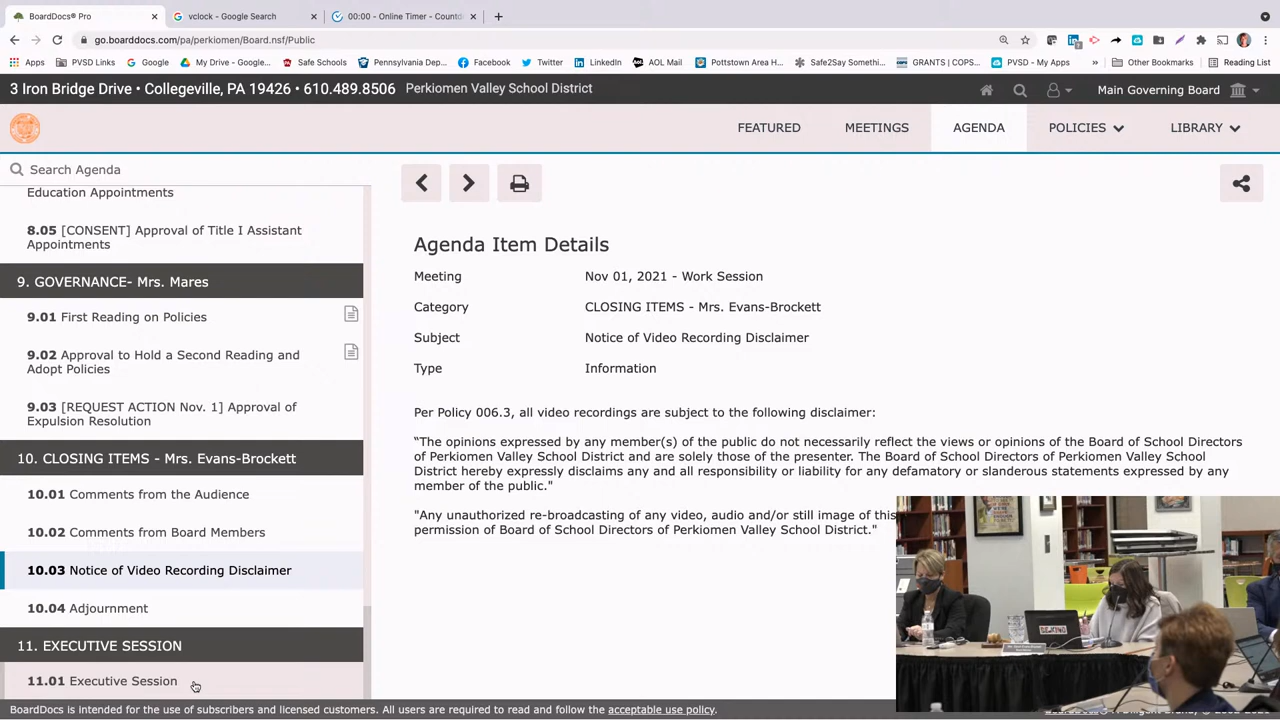 BoardDocs® Pro
vclock - Google Search
00:00 - Online Timer - Countd
go.boarddocs.com/pa/perkiomen/Board.nsf/Public
Apps
PVSD Links
Google
My Drive - Google...
Safe Schools
Pennsylvania Dep...
Facebook
Twitter
LinkedIn
AOL Mail
Pottstown Area H...
Safe2Say Somethi...
GRANTS | COPS...
PVSD - My Apps
Other Bookmarks
Reading List
3 Iron Bridge Drive • Collegeville, PA 19426 • 610.489.8506
Perkiomen Valley School District
Main Governing Board
FEATURED
MEETINGS
AGENDA
POLICIES
LIBRARY
Search Agenda
Education Appointments
8.05 [CONSENT] Approval of Title I Assistant
Appointments
9. GOVERNANCE- Mrs. Mares
9.01 First Reading on Policies
9.02 Approval to Hold a Second Reading and
Adopt Policies
9.03 [REQUEST ACTION Nov. 1] Approval of
Expulsion Resolution
10. CLOSING ITEMS - Mrs. Evans-Brockett
10.01 Comments from the Audience
10.02 Comments from Board Members
10.03 Notice of Video Recording Disclaimer
10.04 Adjournment
11. EXECUTIVE SESSION
11.01 Executive Session
Agenda Item Details
Meeting
Nov 01, 2021 - Work Session
Category
CLOSING ITEMS - Mrs. Evans-Brockett
Subject
Notice of Video Recording Disclaimer
Type
Information
Per Policy 006.3, all video recordings are subject to the following disclaimer:
“The opinions expressed by any member(s) of the public do not necessarily reflect the views or opinions of the Board of School Directors
of Perkiomen Valley School District and are solely those of the presenter. The Board of School Directors of Perkiomen Valley School
District hereby expressly disclaims any and all responsibility or liability for any defamatory or slanderous statements expressed by any
member of the public."
"Any unauthorized re-broadcasting of any video, audio and/or still image of this
permission of Board of School Directors of Perkiomen Valley School District."
BoardDocs is intended for the use of subscribers and licensed customers. All users are required to read and follow the acceptable use policy.